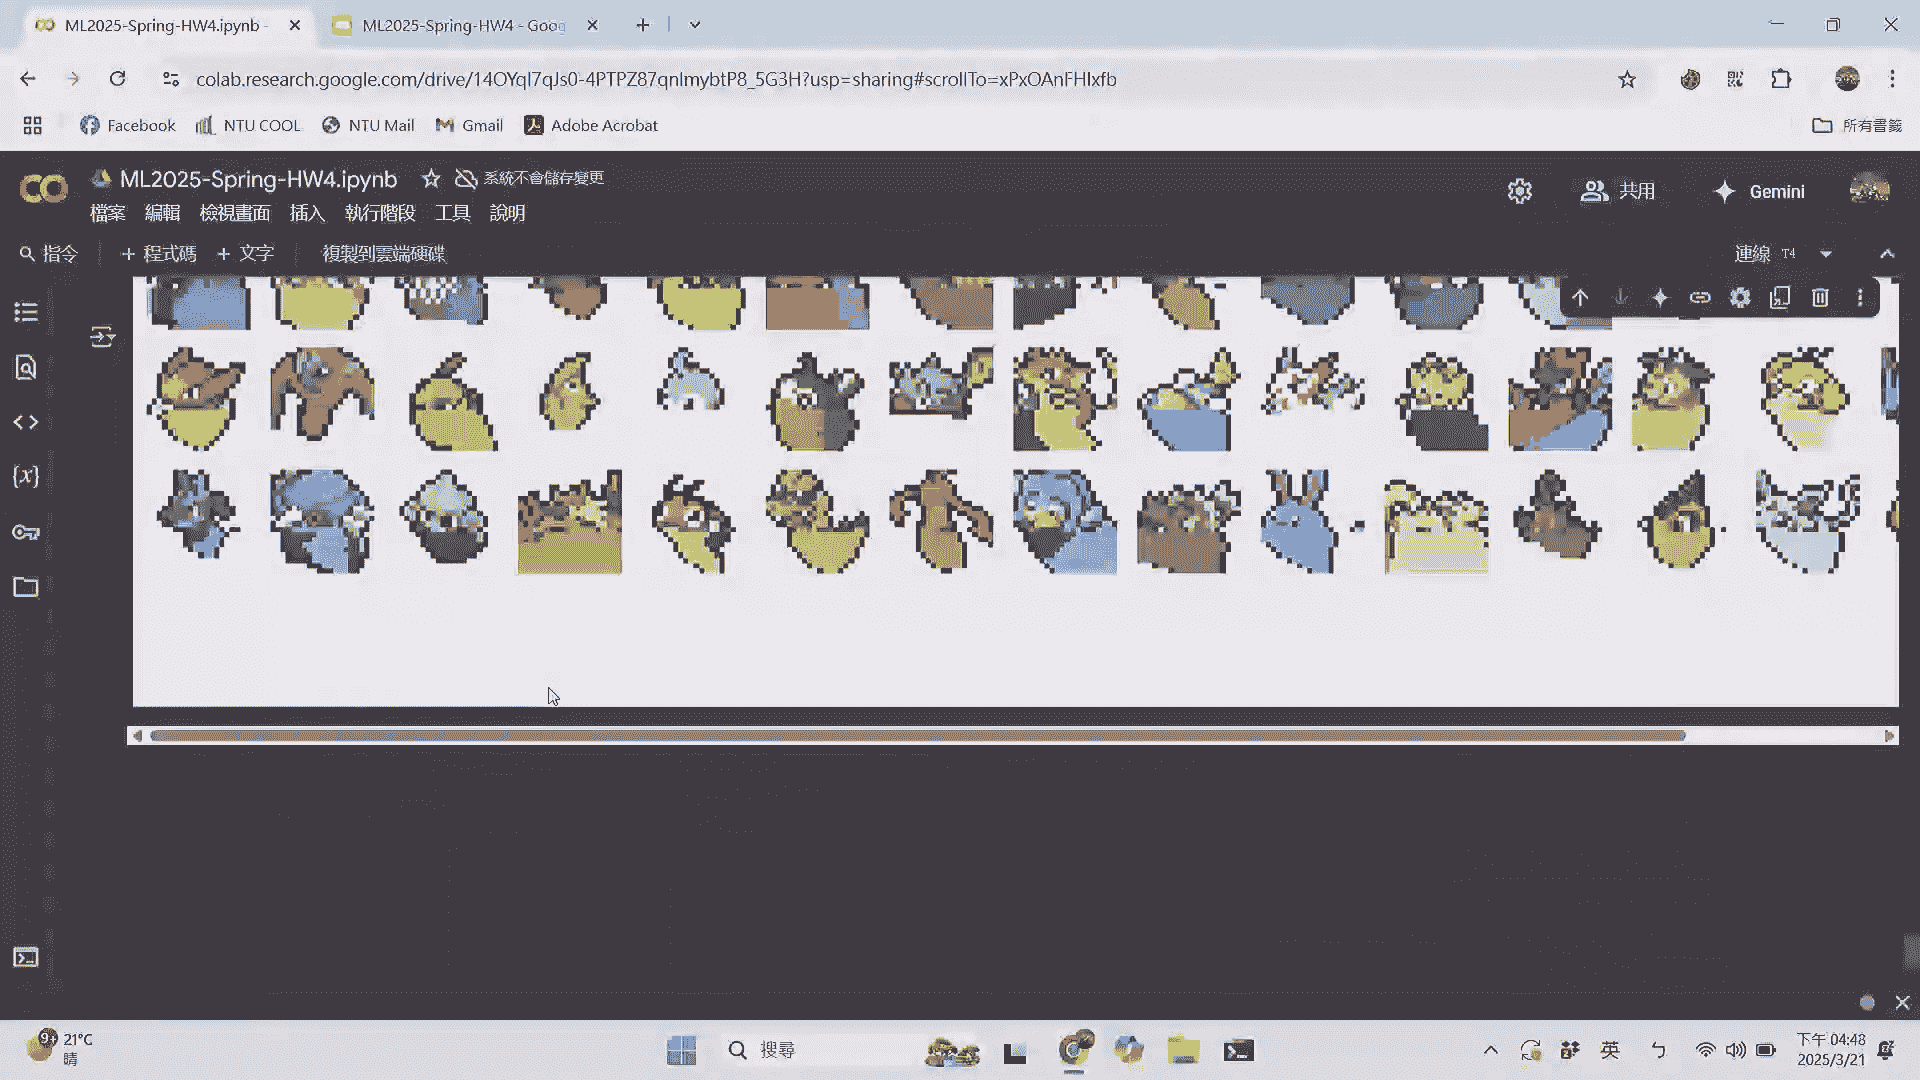 ML2025-Spring-HW4.ipynb -
ML2025-Spring-HW4 - Goog
colab.research.google.com/drive/14OYqI7qJs0-4PTPZ87qnlmybtP8_5G3H?usp=sharing#scrollTo=xPxOAnFHIxfb
Facebook
NTU COOL
NTU Mail
Gmail
Adobe Acrobat
所有書籤
ML2025-Spring-HW4.ipynb
系統不會儲存變更
檔案 編輯 檢視畫面 插入 執行階段 工具 說明
共用
Gemini
指令
+ 程式碼
+ 文字
複製到雲端硬碟
連線 T4
{x}
9+
21°C
晴
搜尋
英
ㄅ
下午 04:48
2025/3/21